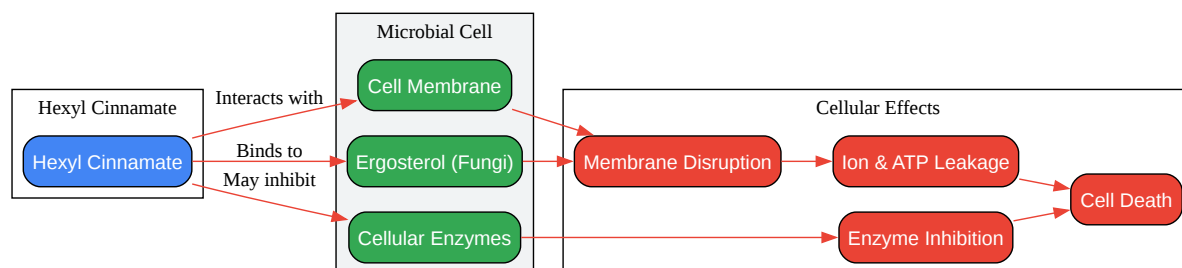 Hexyl Cinnamate
Hexyl Cinnamate
Interacts with
Binds to
May inhibit
Microbial Cell
Cell Membrane
Ergosterol (Fungi)
Cellular Enzymes
Cellular Effects
Membrane Disruption
Ion & ATP Leakage
Enzyme Inhibition
Cell Death